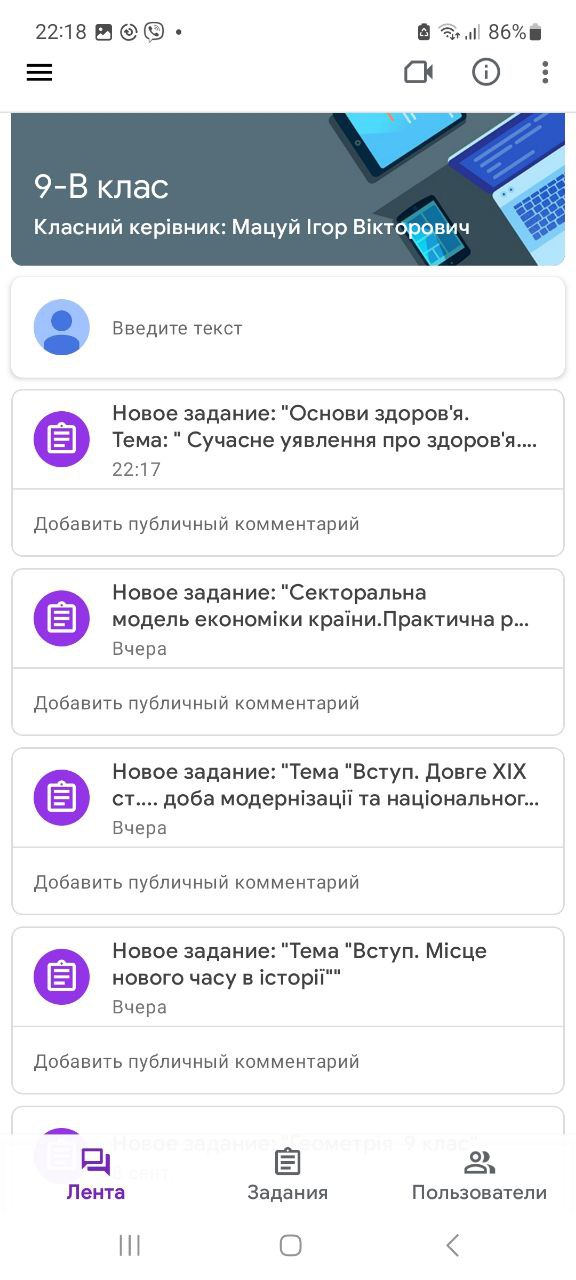 22:18
86%
9-В клас
Класний керівник: Мацуй Ігор Вікторович
Введите текст
Новое задание: "Основи здоров'я.
Тема: " Сучасне уявлення про здоров'я....
22:17
Добавить публичный комментарий
Новое задание: "Секторальна
модель економіки країни.Практична р...
Вчера
Добавить публичный комментарий
Новое задание: "Тема "Вступ. Довге ХІХ
ст.... доба модернізації та національног...
Вчера
Добавить публичный комментарий
Новое задание: "Тема "Вступ. Місце
нового часу в історії""
Вчера
Добавить публичный комментарий
Новое задание: "Геометрія 9 клас"
Лента
Задания
Пользователи